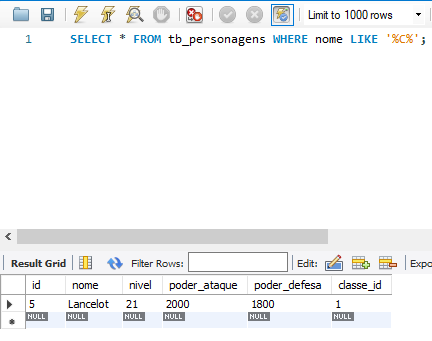 Limit to 1000 rows
1 SELECT * FROM tb_personagens WHERE nome LIKE '%C%';
Result Grid Filter Rows: Edit: Expo
id nome nivel poder_ataque poder_defesa classe_id
5 Lancelot 21 2000 1800 1
NULL NULL NULL NULL NULL NULL